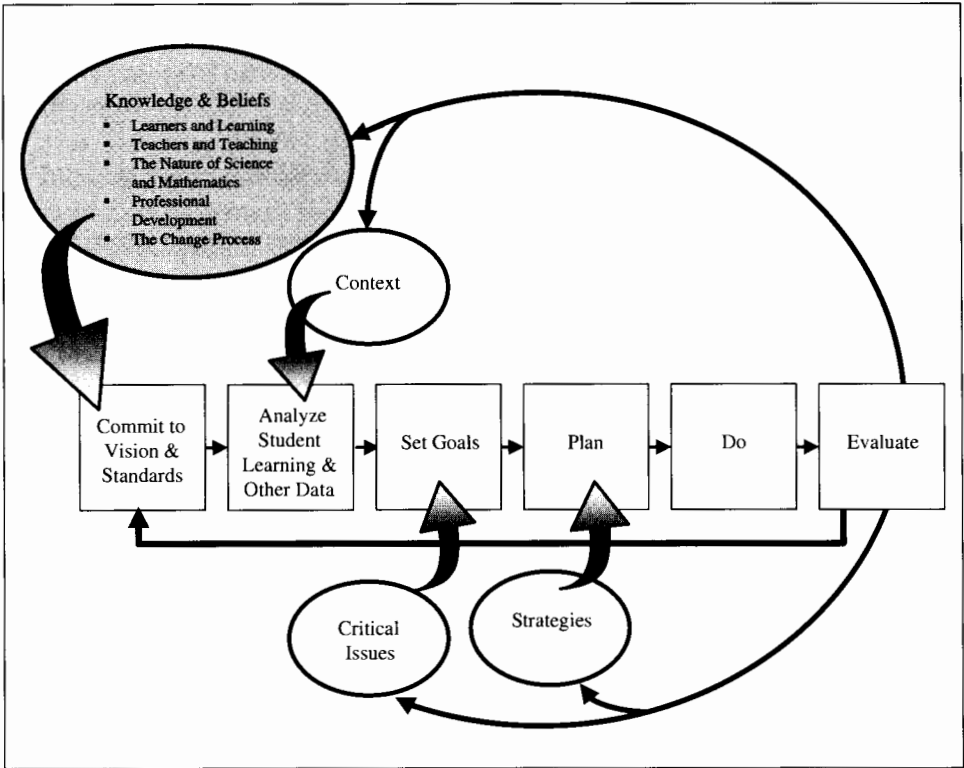 Knowledge & Beliefs
▪ Learners and Learning
▪ Teachers and Teaching
▪ The Nature of Science
and Mathematics
▪ Professional
Development
▪ The Change Process
Context
Commit to
Vision &
Standards
Analyze
Student
Learning &
Other Data
Set Goals
Plan
Do
Evaluate
Critical
Issues
Strategies